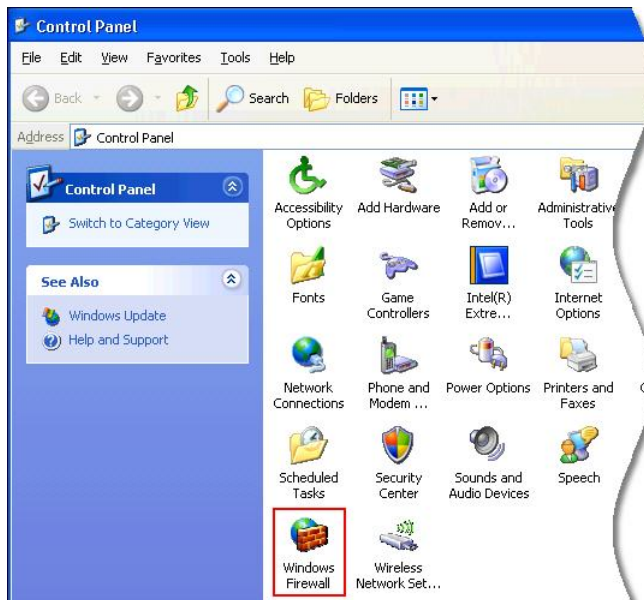 Control Panel
File Edit View Favorites Tools Help
Back Search Folders
Address Control Panel
Control Panel
Switch to Category View
See Also
Windows Update
Help and Support
Accessibility Options
Add Hardware
Add or Remov...
Administrative Tools
Fonts
Game Controllers
Intel(R) Extre...
Internet Options
Network Connections
Phone and Modem ...
Power Options
Printers and Faxes
Scheduled Tasks
Security Center
Sounds and Audio Devices
Speech
Windows Firewall
Wireless Network Set...